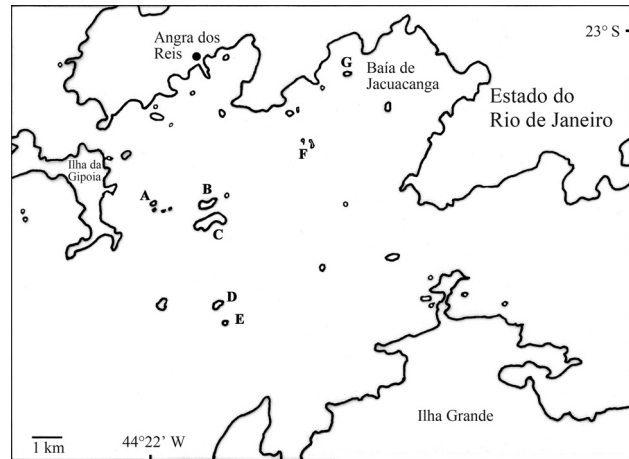 Angra dos
Reis
23° S
G
Baía de
Jacuacanga
Estado do
Rio de Janeiro
F
Ilha da
Gipoia
A
B
C
D
E
Ilha Grande
1 km
44°22' W